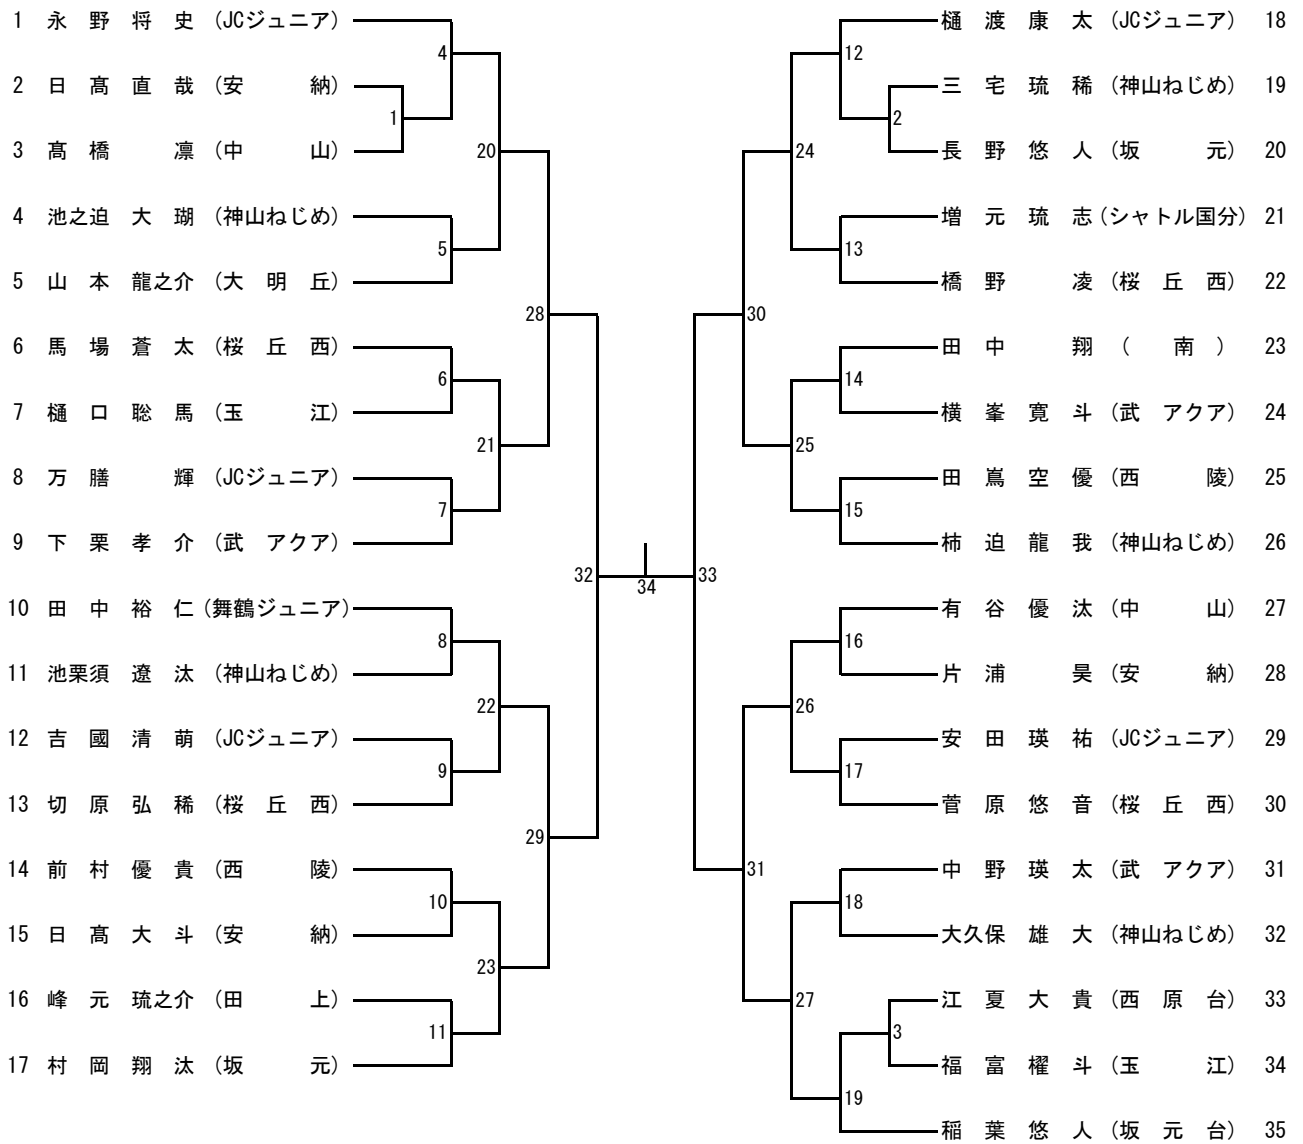 1 永野将史 (JCジュニア)
2 日髙直哉 (安納)
3 髙橋凛 (中山)
4 池之迫大瑚 (神山ねじめ)
5 山本龍之介 (大明丘)
6 馬場蒼太 (桜丘西)
7 樋口聡馬 (玉江)
8 万膳輝 (JCジュニア)
9 下栗孝介 (武アクア)
10 田中裕仁 (舞鶴ジュニア)
11 池栗須遼汰 (神山ねじめ)
12 吉國清萌 (JCジュニア)
13 切原弘稀 (桜丘西)
14 前村優貴 (西陵)
15 日髙大斗 (安納)
16 峰元琉之介 (田上)
17 村岡翔汰 (坂元)
4
1
20
5
28
6
21
7
32
8
22
9
29
10
23
11
34
33
12
2
24
13
30
14
25
15
16
26
17
31
18
27
3
19
樋渡康太 (JCジュニア) 18
三宅琉稀 (神山ねじめ) 19
長野悠人 (坂元) 20
増元琉志 (シャトル国分) 21
橋野凌 (桜丘西) 22
田中翔 (南) 23
横峯寛斗 (武アクア) 24
田嶌空優 (西陵) 25
柿迫龍我 (神山ねじめ) 26
有谷優汰 (中山) 27
片浦昊 (安納) 28
安田瑛祐 (JCジュニア) 29
菅原悠音 (桜丘西) 30
中野瑛太 (武アクア) 31
大久保雄大 (神山ねじめ) 32
江夏大貴 (西原台) 33
福富櫂斗 (玉江) 34
稲葉悠人 (坂元台) 35